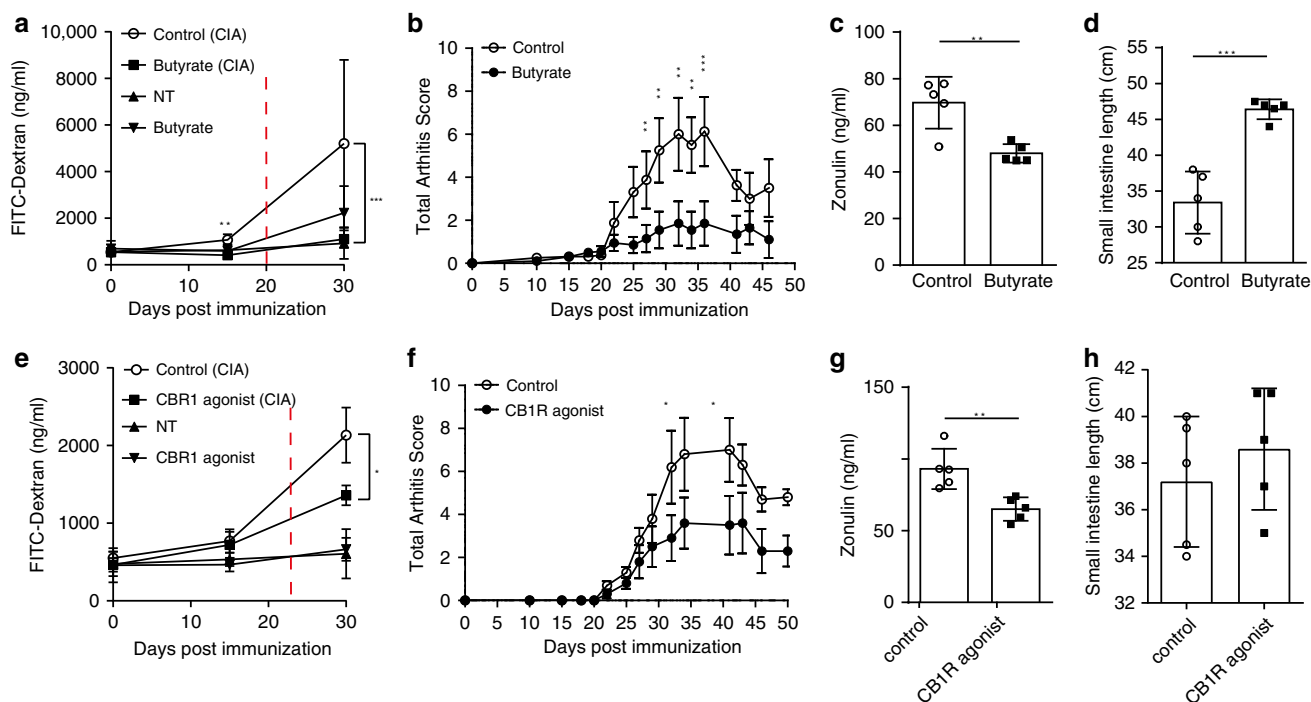 a
FITC-Dextran (ng/ml)
10,000
8000
6000
4000
2000
0
Control (CIA)
Butyrate (CIA)
NT
Butyrate
**
***
0 10 20 30
Days post immunization
b
Total Arthitis Score
10
8
6
4
2
0
Control
Butyrate
** ** ** ** ***
0 5 10 15 20 25 30 35 40 45 50
Days post immunization
c
Zonulin (ng/ml)
100
80
60
40
20
0
**
Control Butyrate
d
Small intestine length (cm)
55
50
45
40
35
30
25
***
Control Butyrate
e
FITC-Dextran (ng/ml)
3000
2000
1000
0
Control (CIA)
CBR1 agonist (CIA)
NT
CBR1 agonist
*
0 10 20 30
Days post immunization
f
Total Arthitis Score
10
8
6
4
2
0
Control
CB1R agonist
* *
0 5 10 15 20 25 30 35 40 45 50
Days post immunization
g
Zonulin (ng/ml)
150
50
0
**
control
CB1R agonist
h
Small intestine length (cm)
42
40
38
36
34
32
control
CB1R agonist